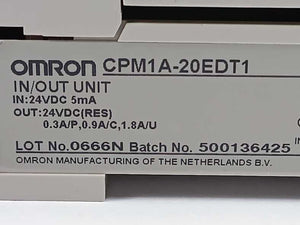 OMRON CPM1A-20EDT1
IN/OUT UNIT
IN:24VDC 5mA
OUT:24VDC(RES)
0.3A/P,0.9A/C,1.8A/U
LOT No.0666N Batch No. 500136425
OMRON MANUFACTURING OF THE NETHERLANDS B.V.